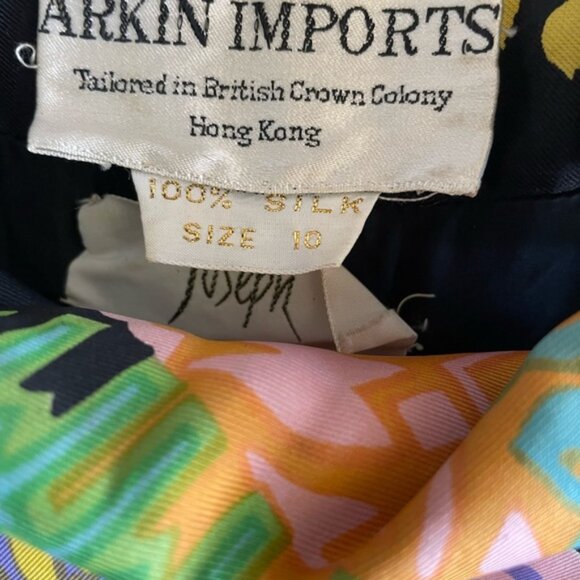 ARKIN IMPORTS
Tailored in British Crown Colony
Hong Kong
100% SILK
SIZE 10
Joseph